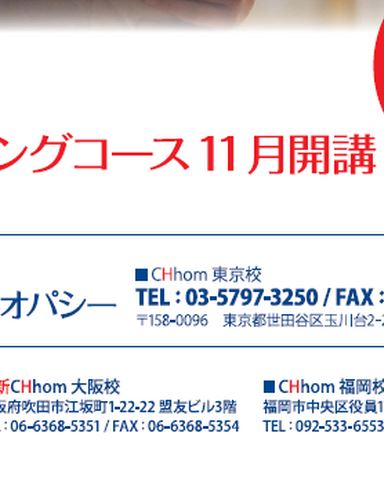 ングコース 11 月開講
■ CHhom 東京校
オパシー
TEL : 03-5797-3250 / FAX :
〒158-0096 東京都世田谷区玉川台2-2
新CHhom 大阪校
阪府吹田市江坂町1-22-22 盟友ビル3階
: 06-6368-5351 / FAX : 06-6368-5354
■ CHhom 福岡校
福岡市中央区役員1
TEL : 092-533-6553